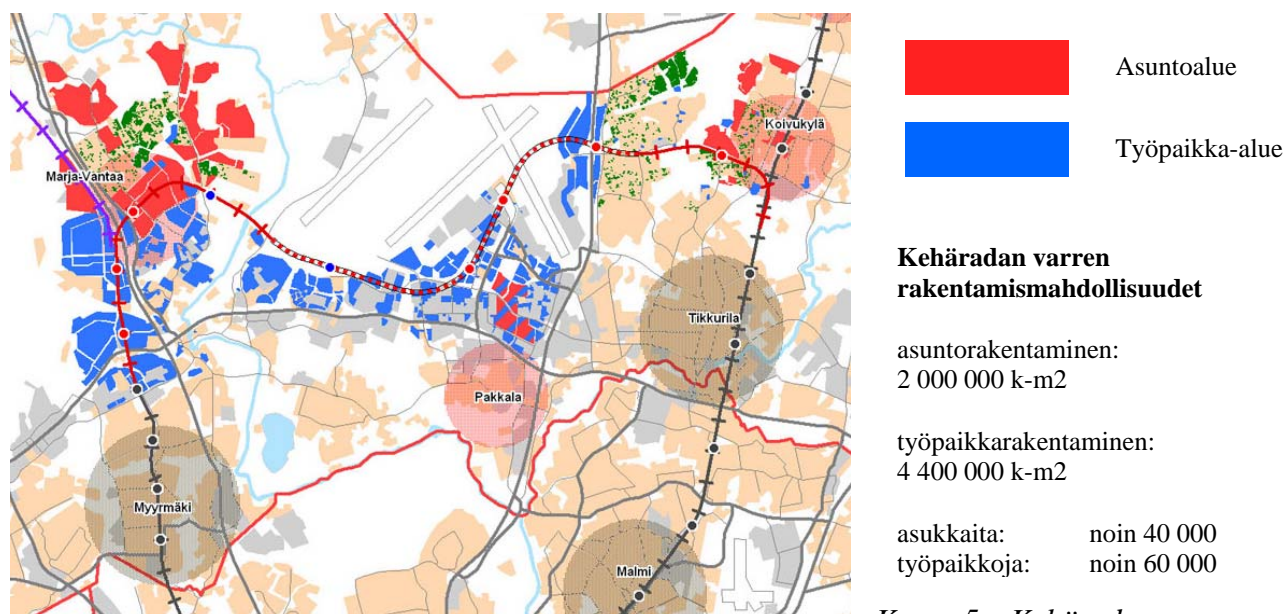 Marja-Vantaa
Koivukylä
Tikkurila
Pakkala
Myyrmäki
Malmi
Asuntoalue
Työpaikka-alue
Kehäradan varren
rakentamismahdollisuudet
asuntorakentaminen:
2 000 000 k-m2
työpaikkarakentaminen:
4 400 000 k-m2
asukkaita: noin 40 000
työpaikkoja: noin 60 000